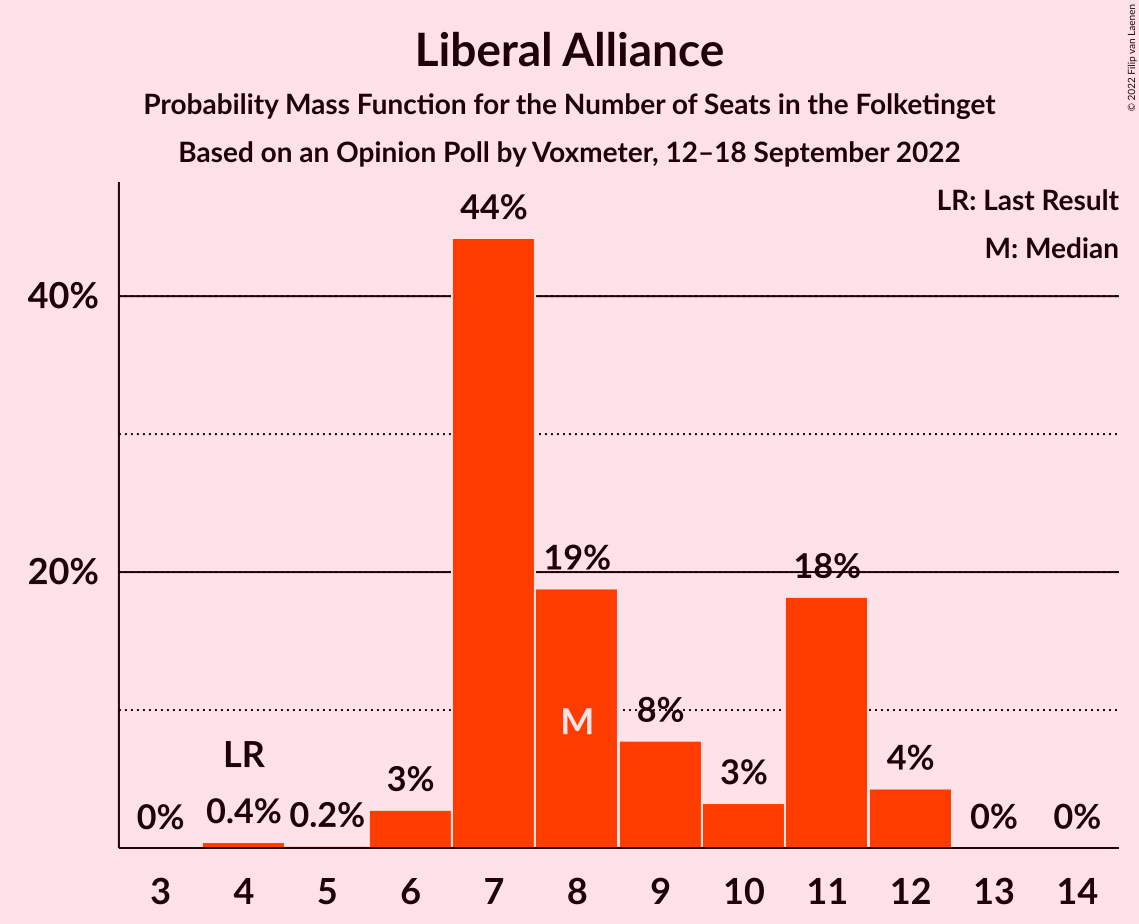 Liberal Alliance
Probability Mass Function for the Number of Seats in the Folketinget
Based on an Opinion Poll by Voxmeter, 12–18 September 2022
© 2022 Filip van Laenen
LR: Last Result
M: Median
44%
40%
19%
18%
20%
8%
M
LR
3%
3%
4%
0%
0.4%
0.2%
0%
0%
3 4 5 6 7 8 9 10 11 12 13 14